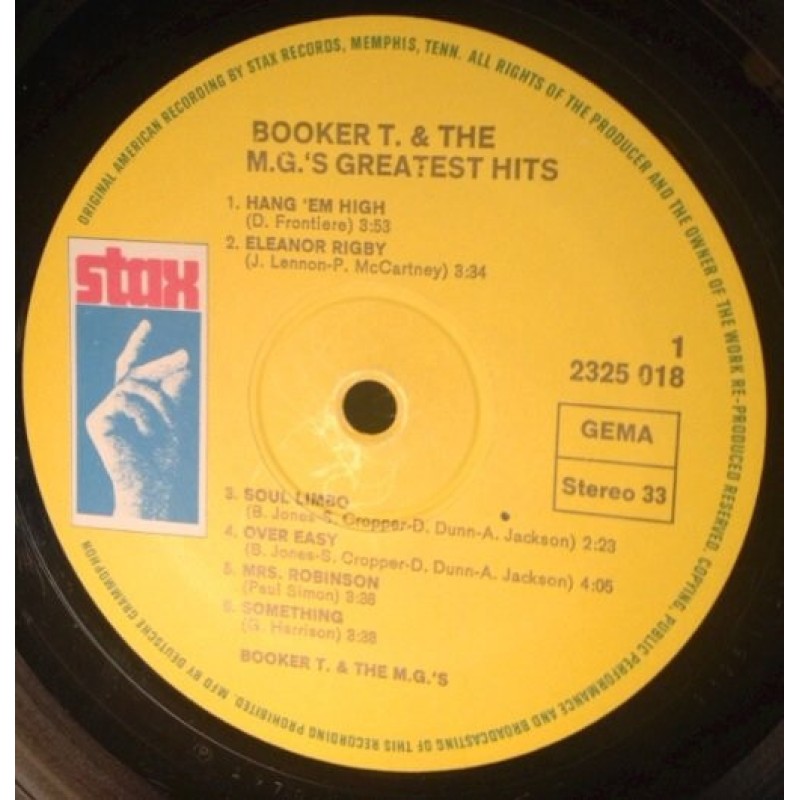 ORIGINAL AMERICAN RECORDING BY STAX RECORDS, MEMPHIS, TENN. ALL RIGHTS OF THE PRODUCER AND THE OWNER OF THE WORK RE-PRODUCED RESERVED. COPYING, PUBLIC PERFORMANCE AND BROADCASTING OF THIS RECORDING PROHIBITED. MFD BY DEUTSCHE GRAMMOPHON
BOOKER T. & THE
M.G.'S GREATEST HITS
1. HANG 'EM HIGH
(D. Frontiere) 3:53
2. ELEANOR RIGBY
(J. Lennon-P. McCartney) 3:34
stax
1
2325 018
GEMA
Stereo 33
3. SOUL LIMBO
(B. Jones-S. Cropper-D. Dunn-A. Jackson) 2:23
4. OVER EASY
(B. Jones-S. Cropper-D. Dunn-A. Jackson) 4:05
5. MRS. ROBINSON
(Paul Simon) 3:36
6. SOMETHING
(G. Harrison) 3:38
BOOKER T. & THE M.G.'S